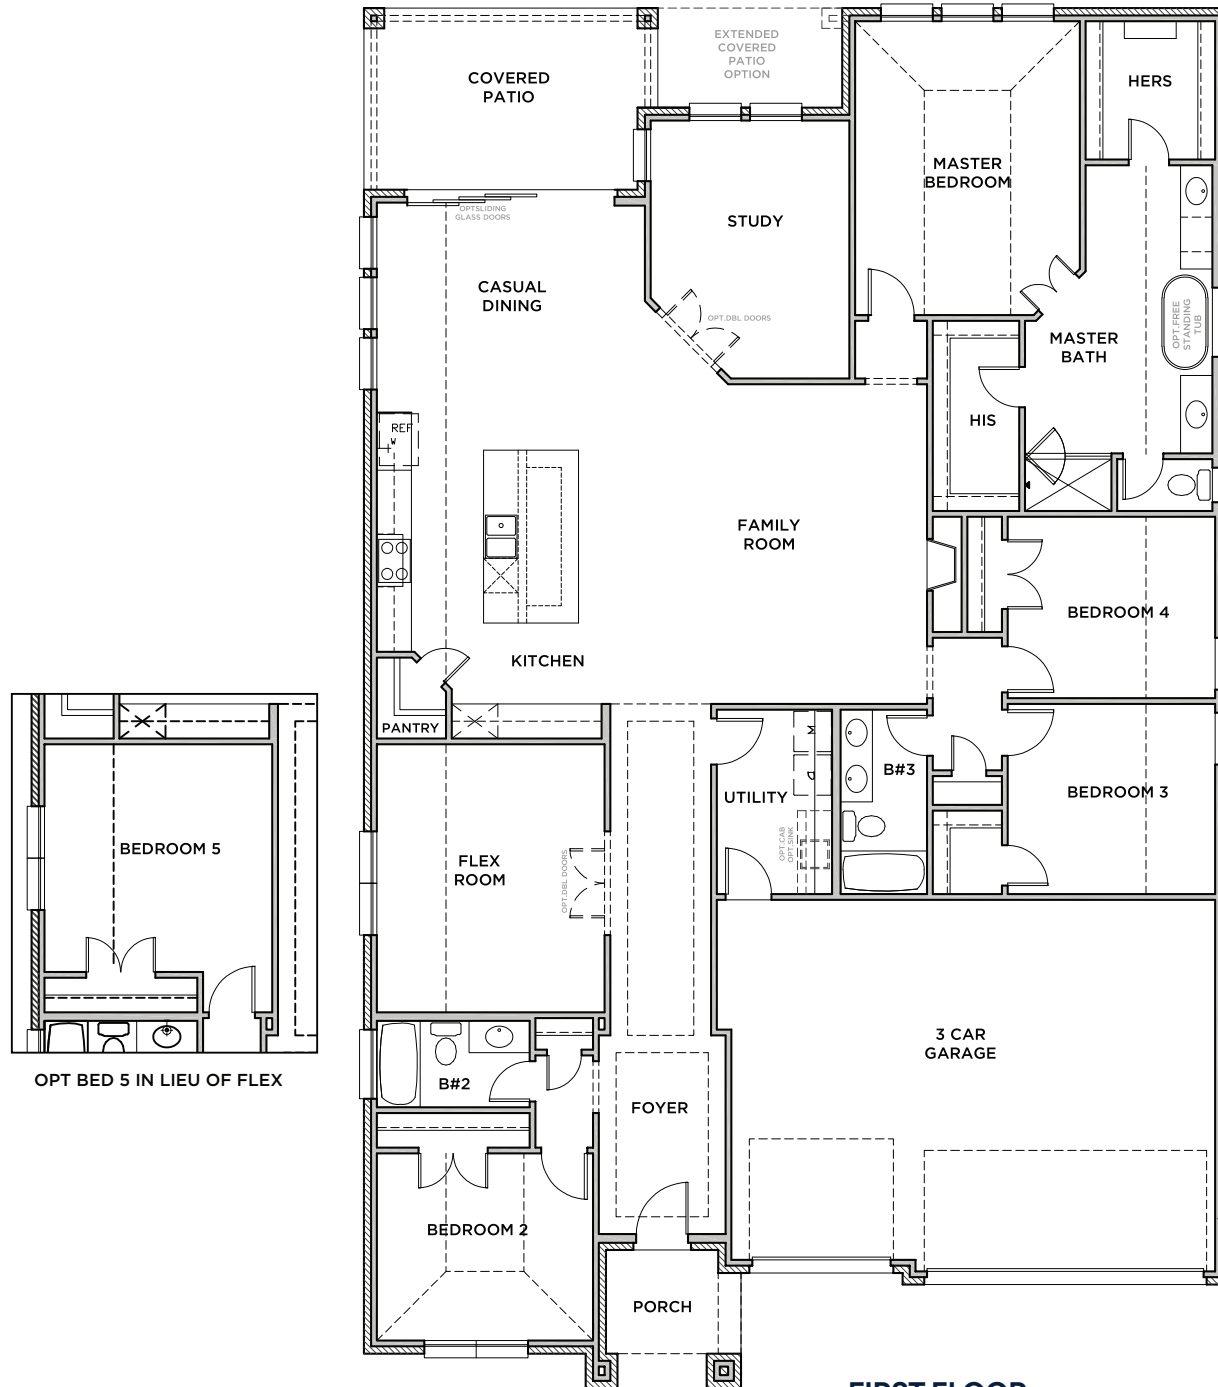 EXTENDED
COVERED
PATIO
OPTION
COVERED
PATIO
HERS
MASTER
BEDROOM
OPTSLIDING
GLASS DOORS
STUDY
CASUAL
DINING
OPT.DBL DOORS
OPT.FREE
STANDING
TUB
MASTER
BATH
REF
W
HIS
FAMILY
ROOM
BEDROOM 4
KITCHEN
PANTRY
UTILITY
B#3
BEDROOM 3
OPT.CAB
OPT.SINK
BEDROOM 5
FLEX
ROOM
OPT.DBL DOORS
3 CAR
GARAGE
OPT BED 5 IN LIEU OF FLEX
B#2
FOYER
BEDROOM 2
PORCH